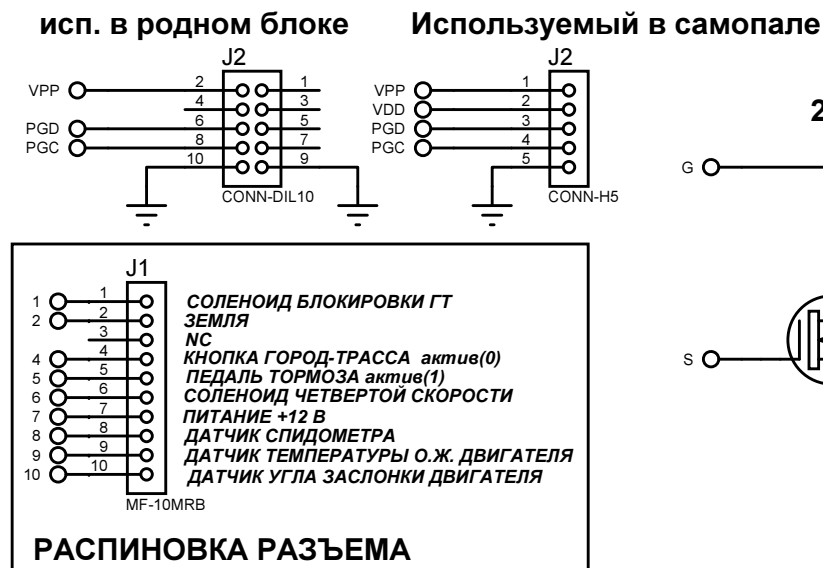 исп. в родном блоке
Используемый в самопале
J2
VPP 2 1
4 3
PGD 6 5
PGC 8 7
10 9
CONN-DIL10
J2
VPP 1
VDD 2
PGD 3
PGC 4
5
CONN-H5
2
G
S
J1
1 1 СОЛЕНОИД БЛОКИРОВКИ ГТ
2 2 ЗЕМЛЯ
3 NC
4 4 КНОПКА ГОРОД-ТРАССА актив(0)
5 5 ПЕДАЛЬ ТОРМОЗА актив(1)
6 6 СОЛЕНОИД ЧЕТВЕРТОЙ СКОРОСТИ
7 7 ПИТАНИЕ +12 В
8 8 ДАТЧИК СПИДОМЕТРА
9 9 ДАТЧИК ТЕМПЕРАТУРЫ О.Ж. ДВИГАТЕЛЯ
10 10 ДАТЧИК УГЛА ЗАСЛОНКИ ДВИГАТЕЛЯ
MF-10MRB
РАСПИНОВКА РАЗЪЕМА